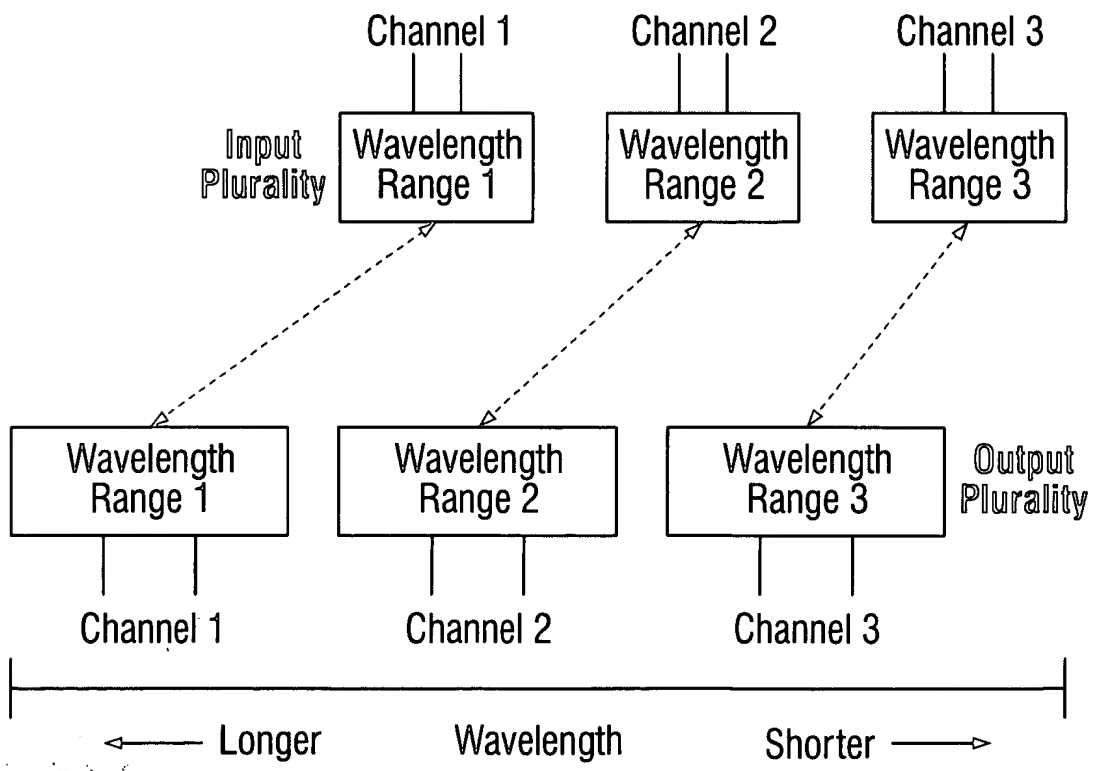 Channel 1
Channel 2
Channel 3
Input
Plurality
Wavelength
Range 1
Wavelength
Range 2
Wavelength
Range 3
Wavelength
Range 1
Wavelength
Range 2
Wavelength
Range 3
Output
Plurality
Channel 1
Channel 2
Channel 3
Longer
Wavelength
Shorter